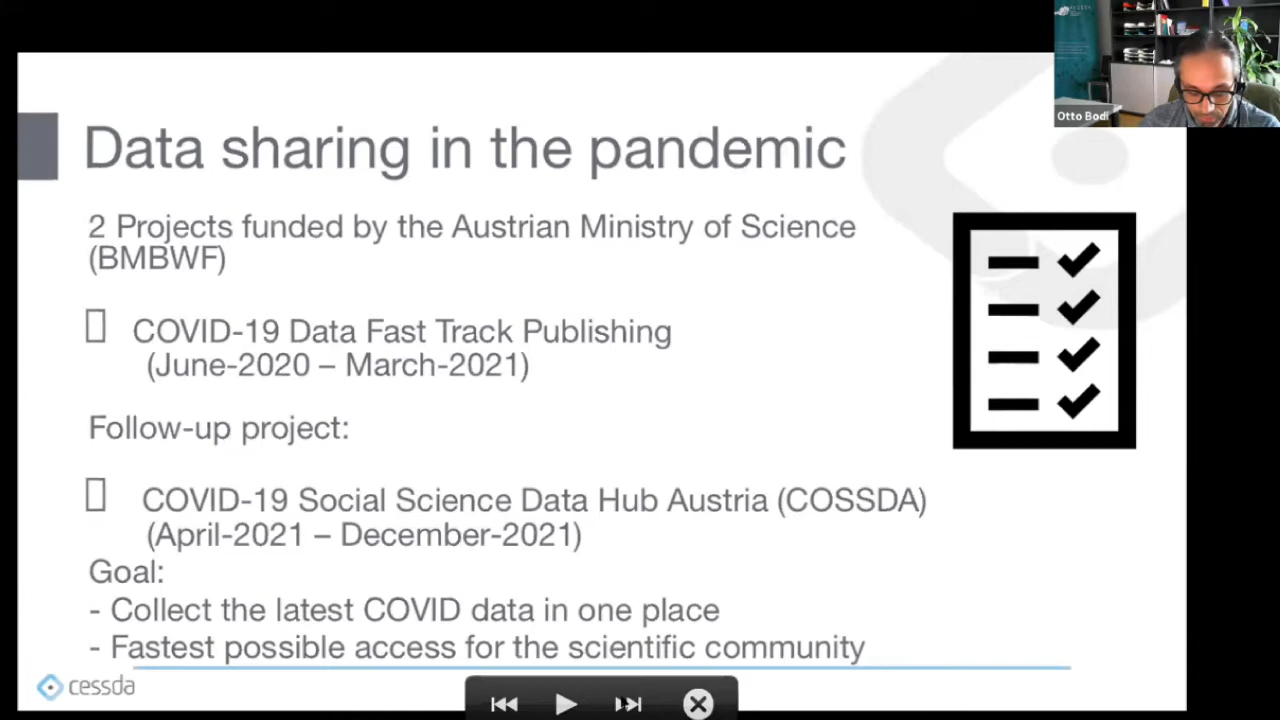 Data sharing in the pandemic
2 Projects funded by the Austrian Ministry of Science
(BMBWF)
COVID-19 Data Fast Track Publishing
(June-2020 – March-2021)
Follow-up project:
COVID-19 Social Science Data Hub Austria (COSSDA)
(April-2021 – December-2021)
Goal:
- Collect the latest COVID data in one place
- Fastest possible access for the scientific community
cessda
Otto Bodi